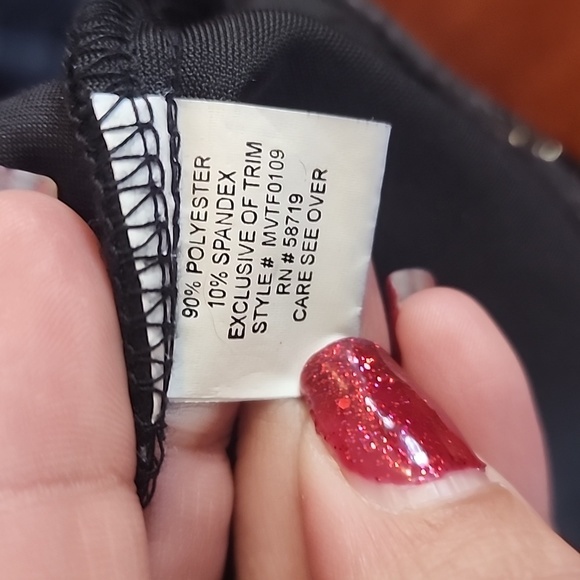 90% POLYESTER
10% SPANDEX
EXCLUSIVE OF TRIM
STYLE # MVTF0109
RN # 58719
CARE SEE OVER